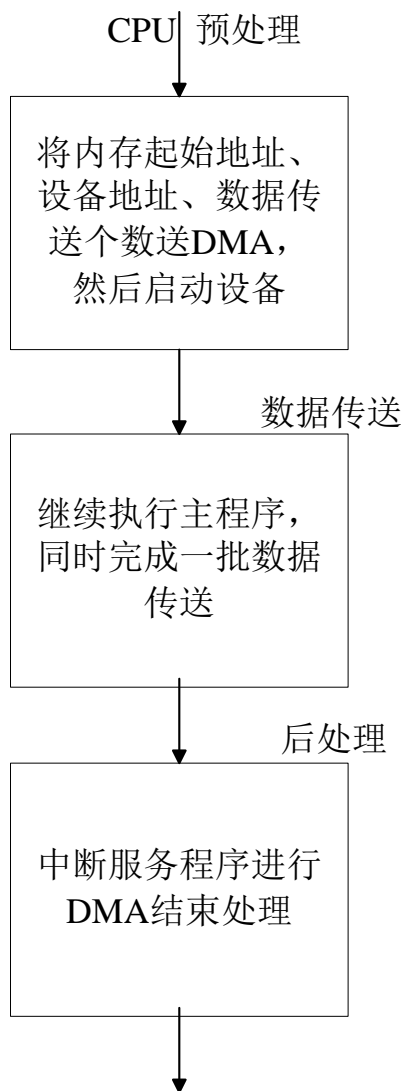 CPU 预处理
将内存起始地址、
设备地址、数据传
送个数送DMA，
然后启动设备
数据传送
继续执行主程序，
同时完成一批数据
传送
后处理
中断服务程序进行
DMA结束处理